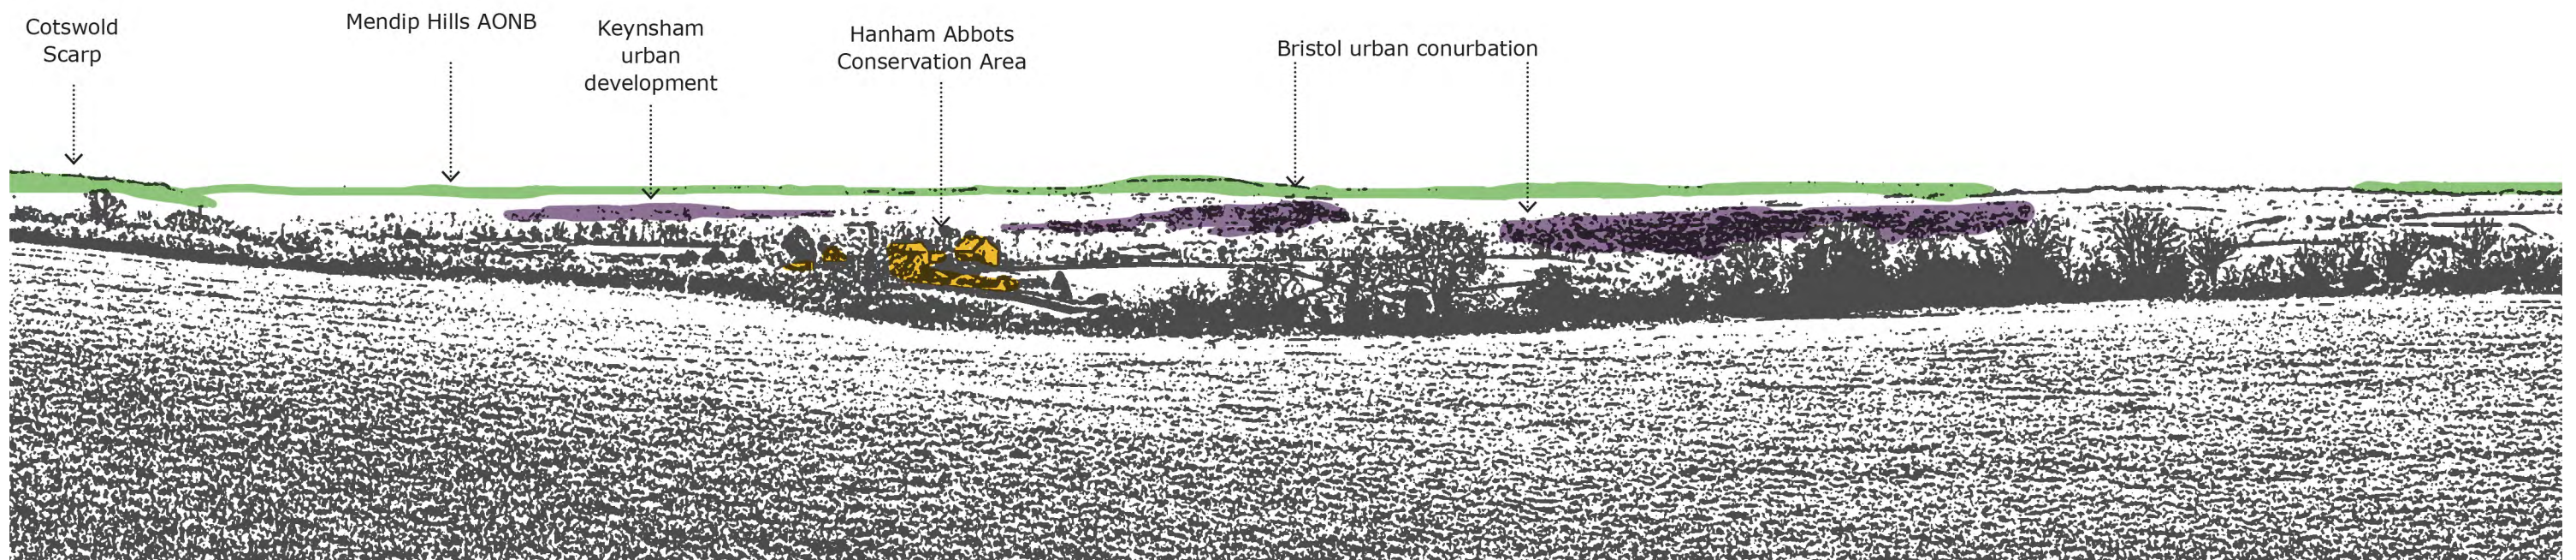 Cotswold
Scarp
Mendip Hills AONB
Keynsham
urban
development
Hanham Abbots
Conservation Area
Bristol urban conurbation